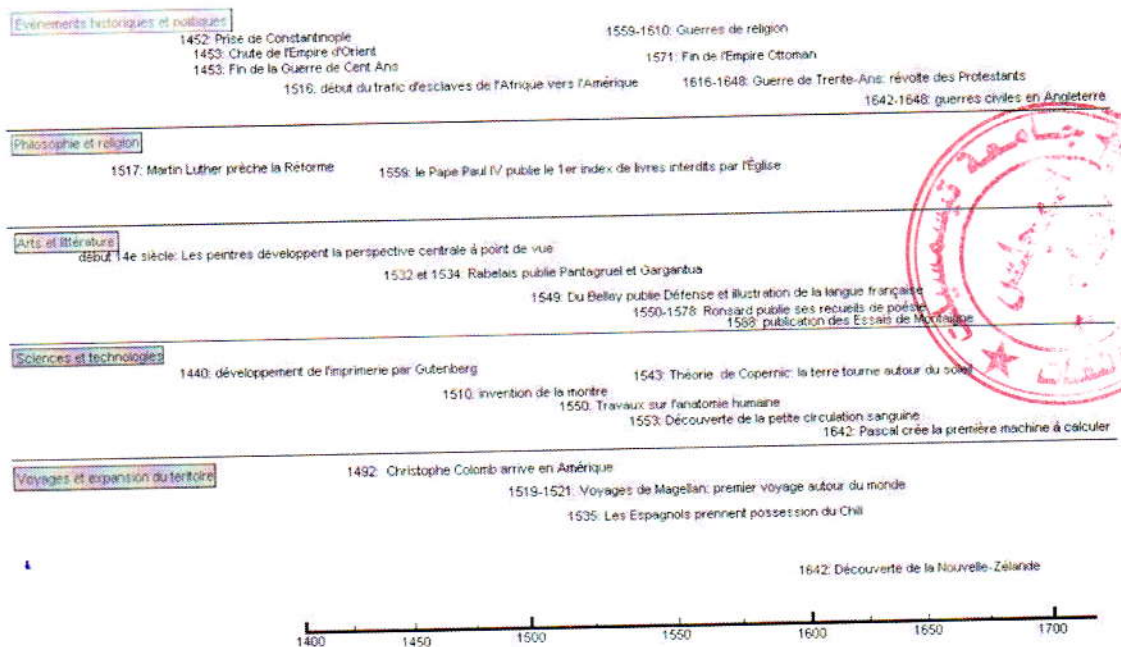 Evénements historiques et politiques
1452: Prise de Constantinople
1453: Chute de l'Empire d'Orient
1453: Fin de la Guerre de Cent Ans
1516: début du trafic d'esclaves de l'Afrique vers l'Amérique
1559-1610: Guerres de religion
1571: Fin de l'Empire Ottoman
1616-1648: Guerre de Trente-Ans: révolte des Protestants
1642-1648: guerres civiles en Angleterre
Philosophie et religion
1517: Martin Luther prêche la Réforme
1559: le Pape Paul IV publie le 1er index de livres interdits par l'Église
Arts et littérature
début 14e siècle: Les peintres développent la perspective centrale à point de vue
1532 et 1534: Rabelais publie Pantagruel et Gargantua
1549: Du Bellay publie Défense et illustration de la langue française
1550-1578: Ronsard publie ses recueils de poésie
1588: publication des Essais de Montaigne
Sciences et technologies
1440: développement de l'imprimerie par Gutenberg
1543: Théorie de Copernic: la terre tourne autour du soleil
1510: invention de la montre
1550: Travaux sur l'anatomie humaine
1553: Découverte de la petite circulation sanguine
1642: Pascal crée la première machine à calculer
Voyages et expansion du territoire
1492: Christophe Colomb arrive en Amérique
1519-1521: Voyages de Magellan: premier voyage autour du monde
1535: Les Espagnols prennent possession du Chili
1642: Découverte de la Nouvelle-Zélande
1400 1450 1500 1550 1600 1650 1700